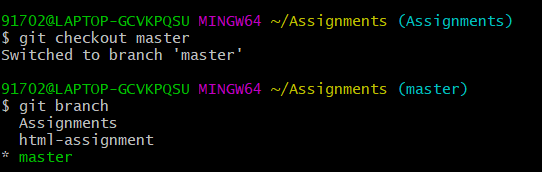 91702@LAPTOP-GCVKPQSU MINGW64 ~/Assignments (Assignments)
$ git checkout master
Switched to branch 'master'

91702@LAPTOP-GCVKPQSU MINGW64 ~/Assignments (master)
$ git branch
  Assignments
  html-assignment
* master